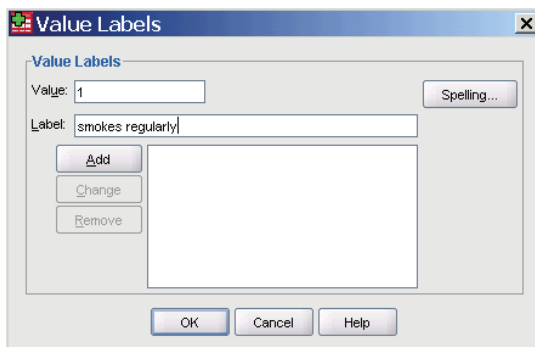 Value Labels
Value Labels
Value: 1
Spelling...
Label: smokes regularly
Add
Change
Remove
OK Cancel Help